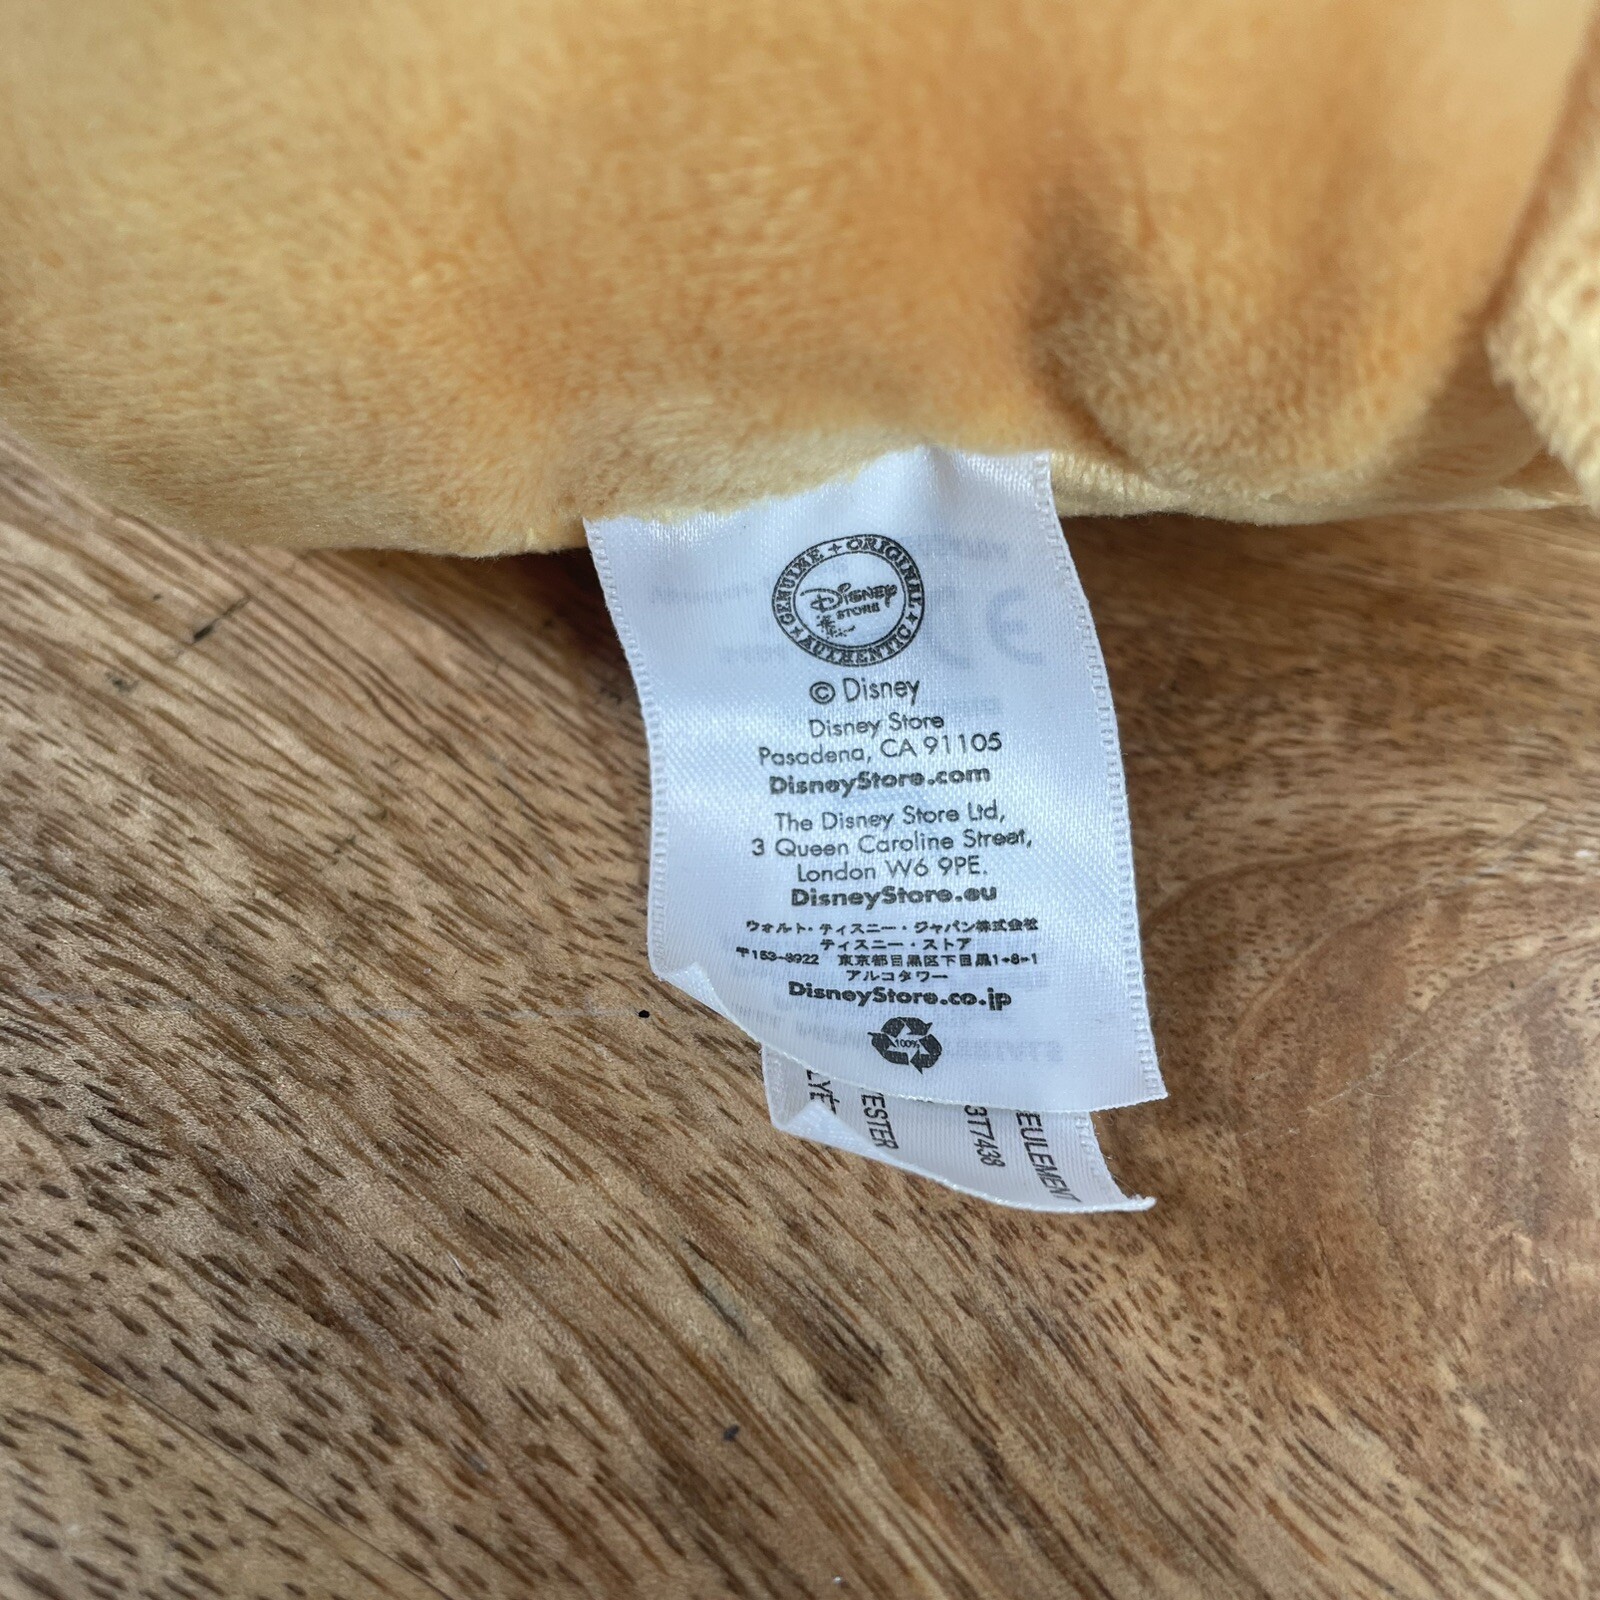 GENUINE + ORIGINAL ★ AUTHENTIC ★
Disney
STORE
© Disney
Disney Store
Pasadena, CA 91105
DisneyStore.com
The Disney Store Ltd,
3 Queen Caroline Street,
London W6 9PE.
DisneyStore.eu
ウォルト・ディズニー・ジャパン株式会社
ディズニー・ストア
〒153-8922 東京都目黒区下目黒1-8-1
アルコタワー
DisneyStore.co.jp
100%
EULEMENT
3177438
ESTER